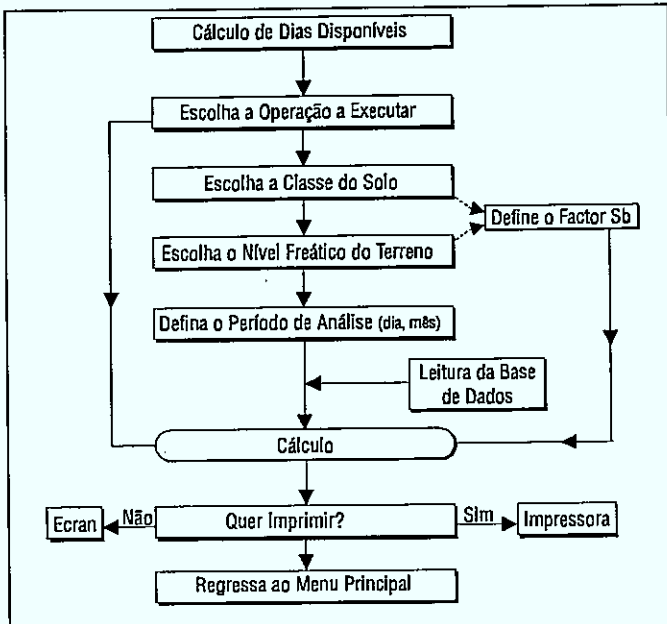 Cálculo de Dias Disponíveis
Escolha a Operação a Executar
Escolha a Classe do Solo
Define o Factor Sb
Escolha o Nível Freático do Terreno
Defina o Período de Análise (dia, mês)
Leitura da Base
de Dados
Cálculo
Ecran
Não
Quer Imprimir?
Sim
Impressora
Regressa ao Menu Principal